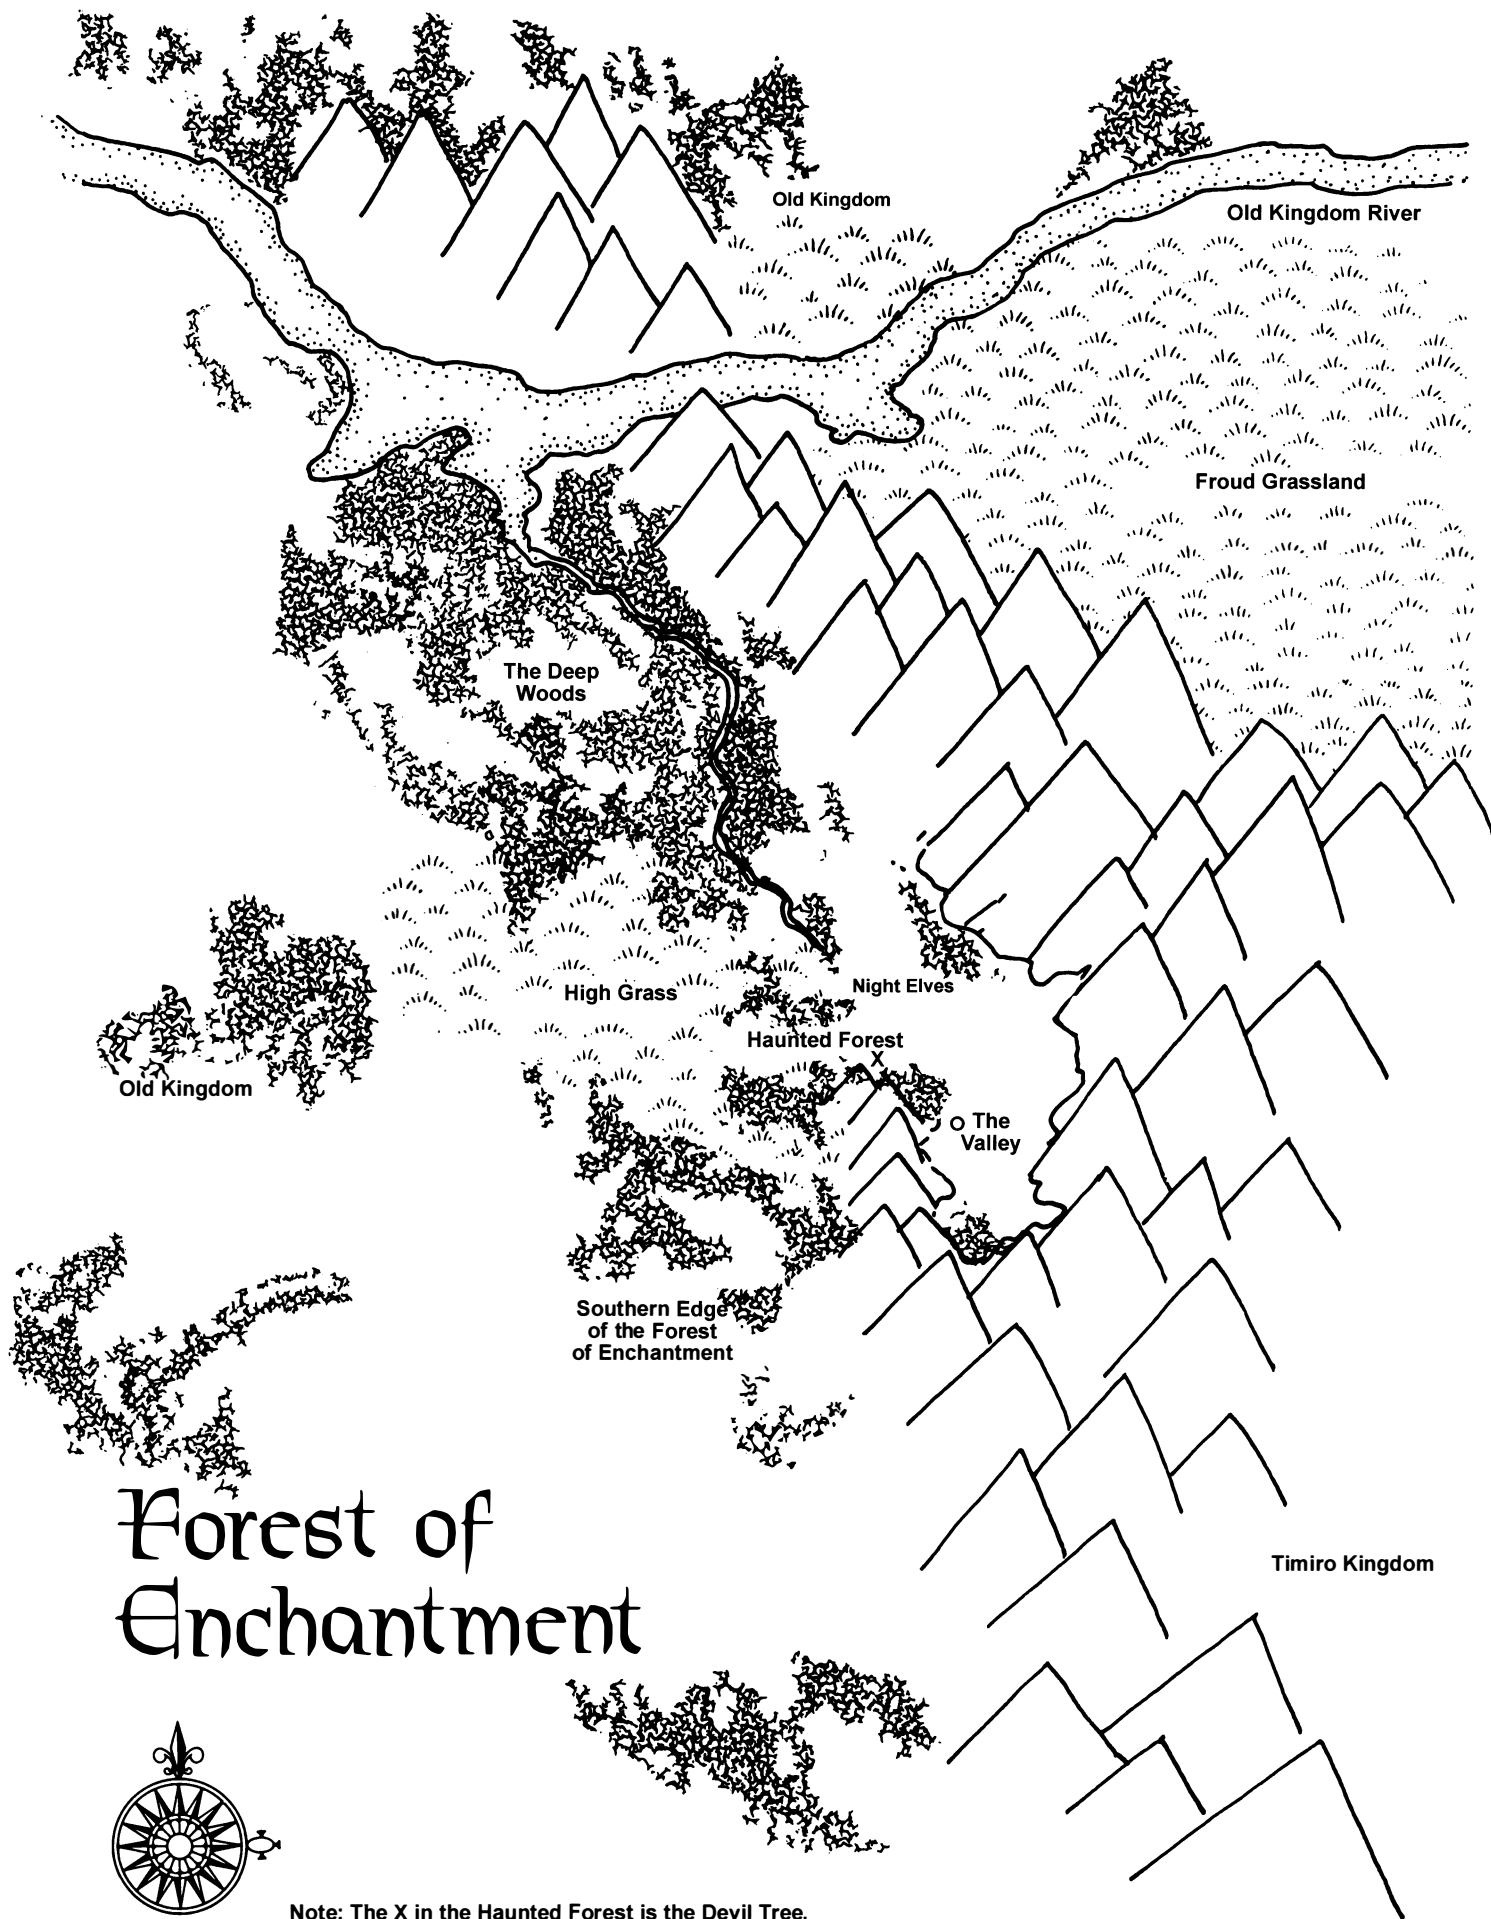 Old Kingdom
Old Kingdom River
Froud Grassland
The Deep
Woods
Night Elves
High Grass
Haunted Forest
X
Old Kingdom
The
Valley
Southern Edge
of the Forest
of Enchantment
Forest of
Enchantment
Timiro Kingdom
Note: The X in the Haunted Forest is the Devil Tree.